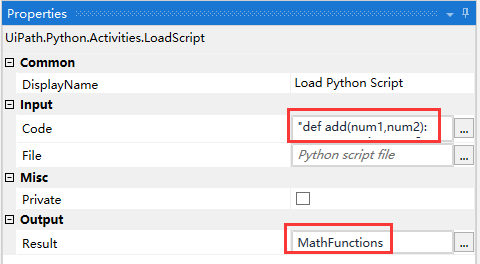 Properties
UiPath.Python.Activities.LoadScript
Common
DisplayName Load Python Script
Input
Code "def add(num1,num2): ...
File Python script file ...
Misc
Private
Output
Result MathFunctions ...